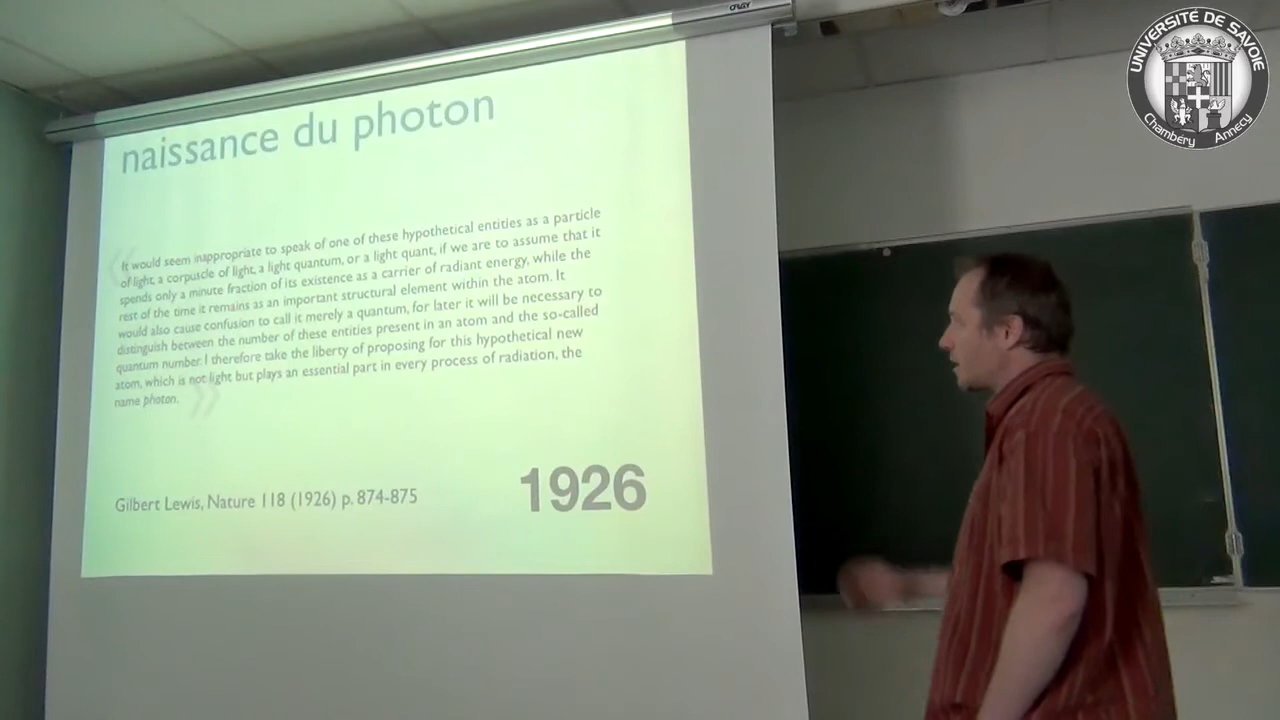 ORAY
UNIVERSITÉ DE SAVOIE
Chambéry Annecy
naissance du photon
« It would seem inappropriate to speak of one of these hypothetical entities as a particle
of light, a corpuscle of light, a light quantum, or a light quant, if we are to assume that it
spends only a minute fraction of its existence as a carrier of radiant energy, while the
rest of the time it remains as an important structural element within the atom. It
would also cause confusion to call it merely a quantum, for later it will be necessary to
distinguish between the number of these entities present in an atom and the so-called
quantum number. I therefore take the liberty of proposing for this hypothetical new
atom, which is not light but plays an essential part in every process of radiation, the
name photon. »
Gilbert Lewis, Nature 118 (1926) p. 874-875
1926